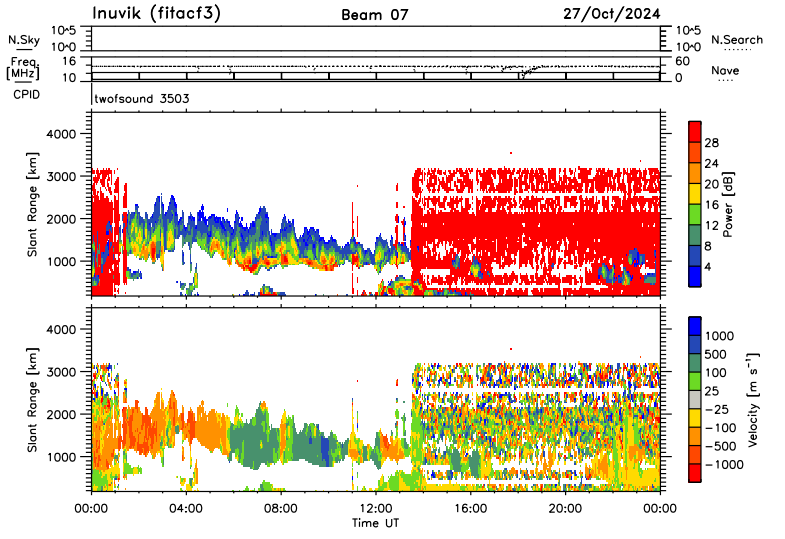 Inuvik (fitacf3) Beam 07 27/Oct/2024
10^5 10^5
N.Sky N.Search
10^0 10^0
Freq. 16 60
[MHz] Nave
10 0
CPID
twofsound 3503
4000
3000
2000
1000
Slant Range [km]
28
24
20
16
12
8
4
Power [dB]
4000
3000
2000
1000
Slant Range [km]
1000
500
100
25
-25
-100
-500
-1000
Velocity [m s^-1]
00:00 04:00 08:00 12:00 16:00 20:00 00:00
Time UT